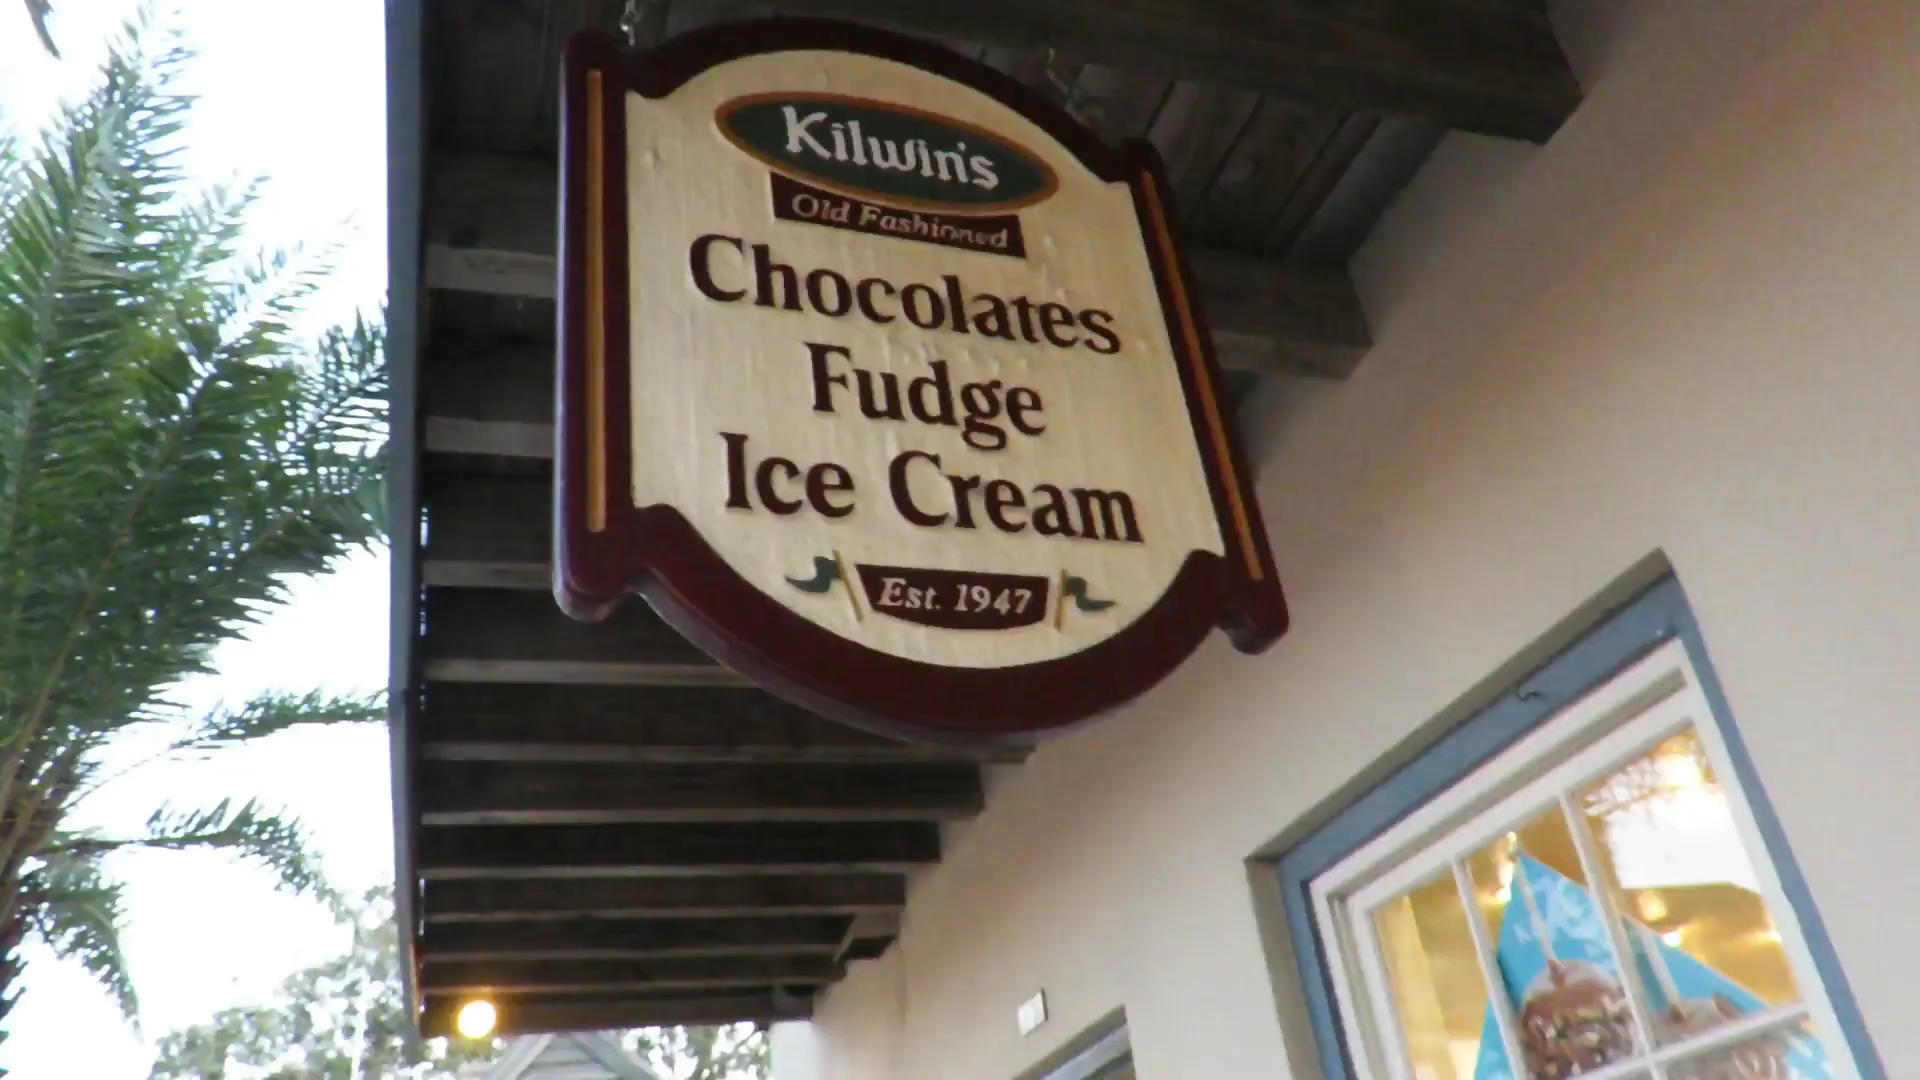 Kilwin's
Old Fashioned
Chocolates
Fudge
Ice Cream
Est. 1947